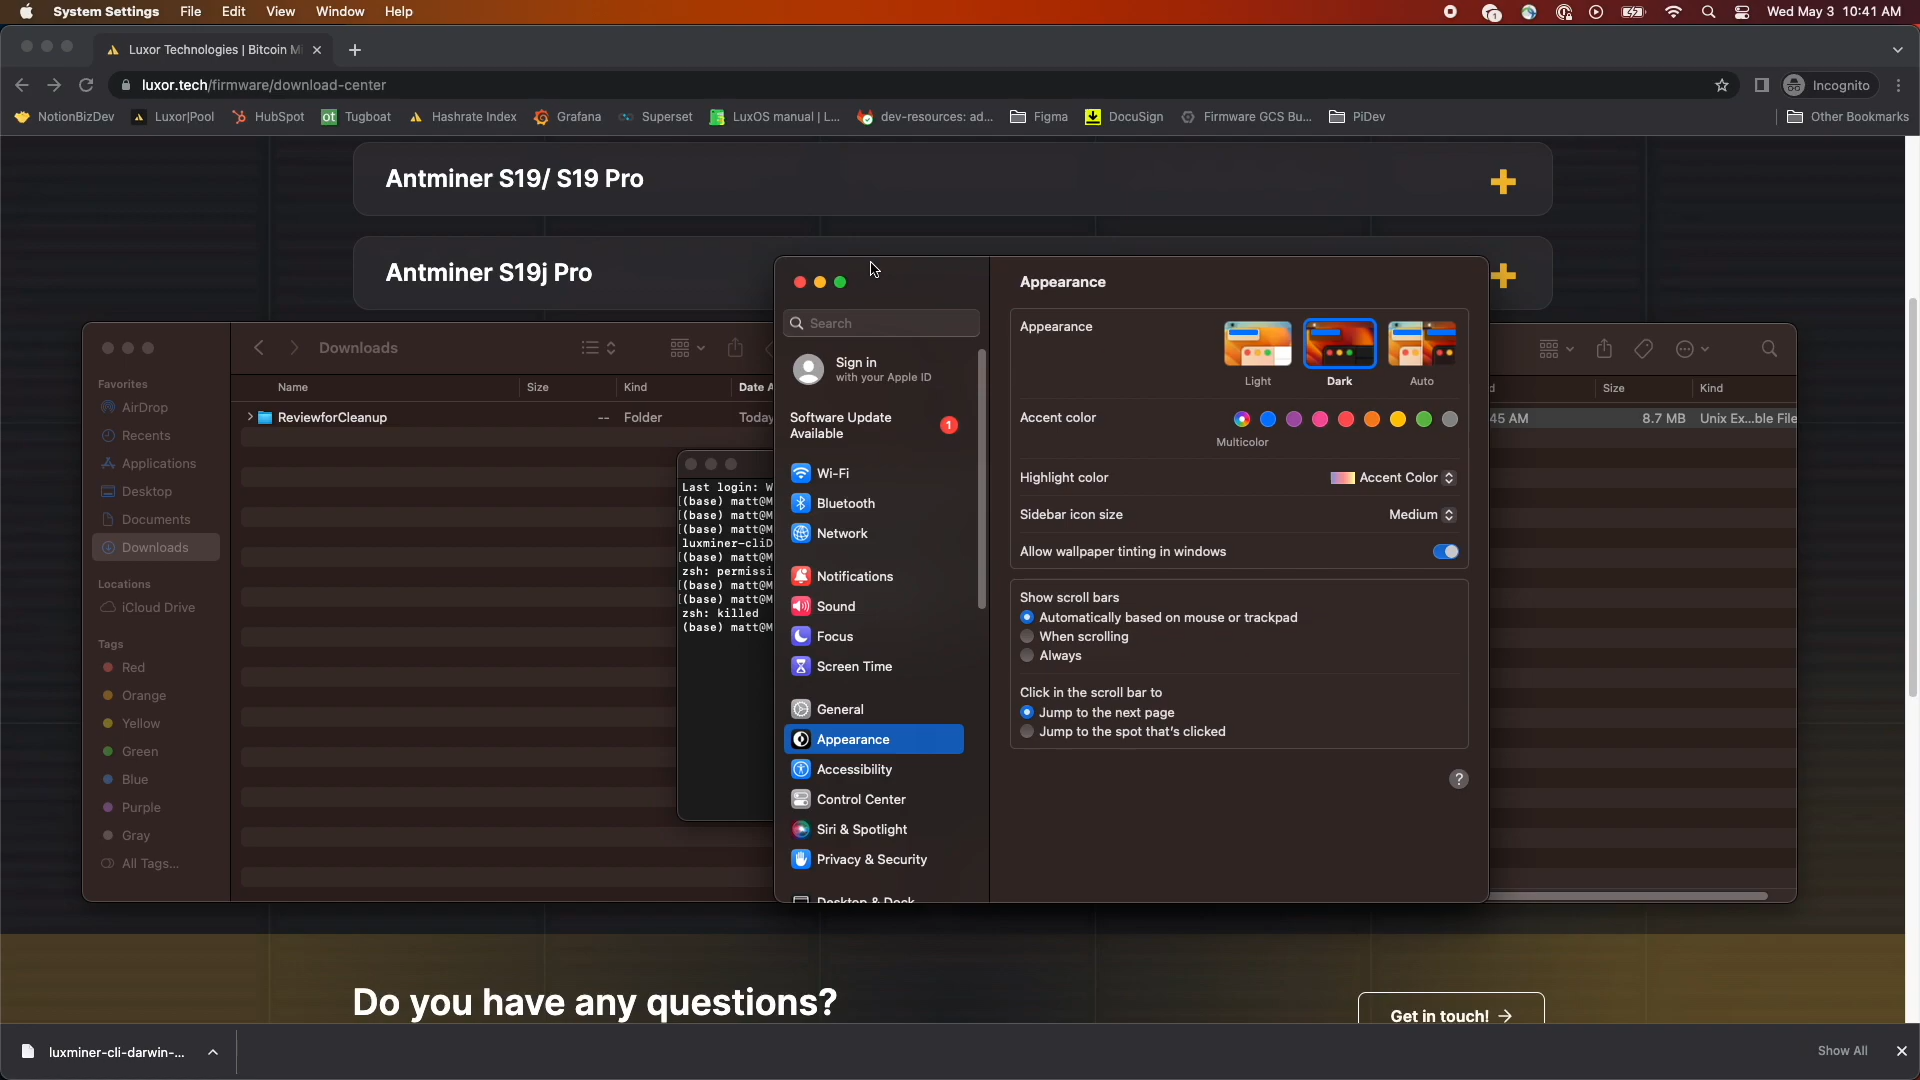 System Settings File Edit View Window Help
1
Wed May 3 10:41 AM
Luxor Technologies | Bitcoin Mi
luxor.tech/firmware/download-center
Incognito
NotionBizDev
Luxor|Pool
HubSpot
ot Tugboat
Hashrate Index
Grafana
Superset
LuxOS manual | L...
dev-resources: ad...
Figma
DocuSign
Firmware GCS Bu...
PiDev
Other Bookmarks
Antminer S19/ S19 Pro
Antminer S19j Pro
Favorites
AirDrop
Recents
Applications
Desktop
Documents
Downloads
Locations
iCloud Drive
Tags
Red
Orange
Yellow
Green
Blue
Purple
Gray
All Tags...
Downloads
Name Size Kind Date A
ReviewforCleanup -- Folder Today
Last login: W
[(base) matt@M
[(base) matt@M
[(base) matt@M
luxminer-cliD
[(base) matt@M
zsh: permissi
[(base) matt@M
[(base) matt@M
zsh: killed
(base) matt@M
Search
Sign in
with your Apple ID
Software Update
Available
1
Wi-Fi
Bluetooth
Network
Notifications
Sound
Focus
Screen Time
General
Appearance
Accessibility
Control Center
Siri & Spotlight
Privacy & Security
Desktop & Dock
Appearance
Appearance
Light Dark Auto
Accent color
Multicolor
Highlight color Accent Color
Sidebar icon size Medium
Allow wallpaper tinting in windows
Show scroll bars
Automatically based on mouse or trackpad
When scrolling
Always
Click in the scroll bar to
Jump to the next page
Jump to the spot that's clicked
?
d Size Kind
45 AM 8.7 MB Unix Ex...ble File
Do you have any questions?
Get in touch! →
luxminer-cli-darwin-...
Show All